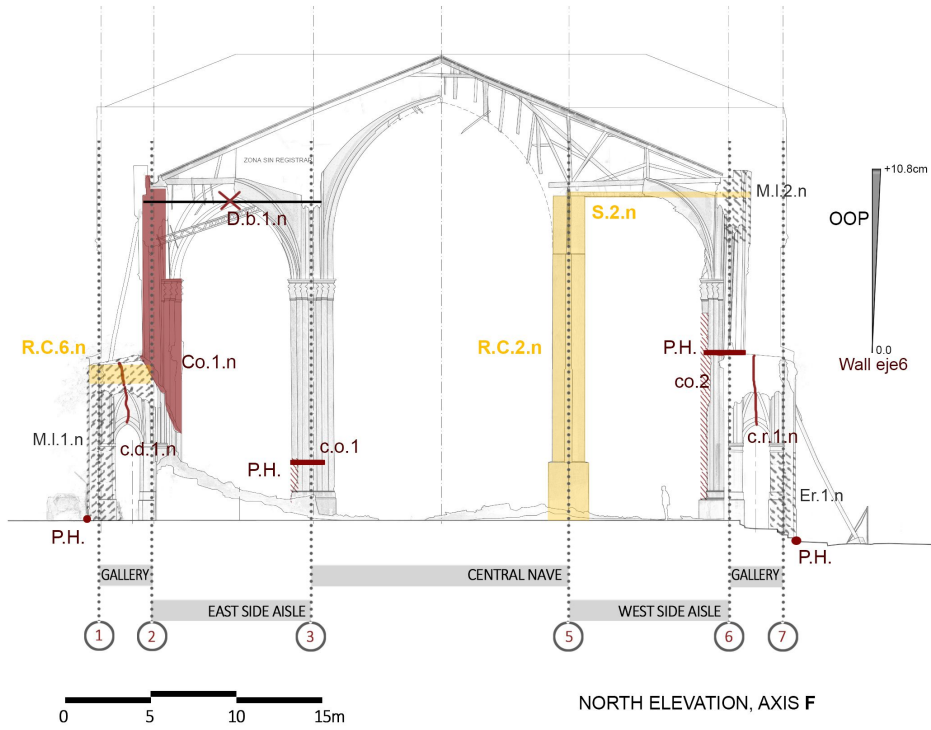 ZONA SIN REGISTRAR
+10.8cm
M.I.2.n
S.2.n
D.b.1.n
OOP
R.C.6.n
Co.1.n
R.C.2.n
P.H.
0.0
Wall eje6
co.2
M.I.1.n
c.d.1.n
c.o.1
c.r.1.n
P.H.
Er.1.n
P.H.
P.H.
GALLERY
CENTRAL NAVE
GALLERY
EAST SIDE AISLE
WEST SIDE AISLE
1 2 3 5 6 7
0 5 10 15m
NORTH ELEVATION, AXIS F